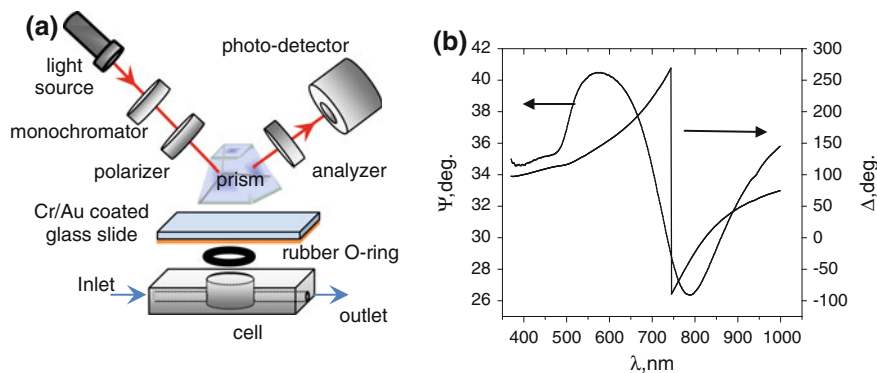 (a)
light
source
monochromator
polarizer
prism
photo-detector
analyzer
Cr/Au coated
glass slide
rubber O-ring
Inlet
outlet
cell
(b)
42
40
38
36
34
32
30
28
26
Ψ,deg.
300
250
200
150
100
50
0
-50
-100
Δ,deg.
400 500 600 700 800 900 1000
λ,nm